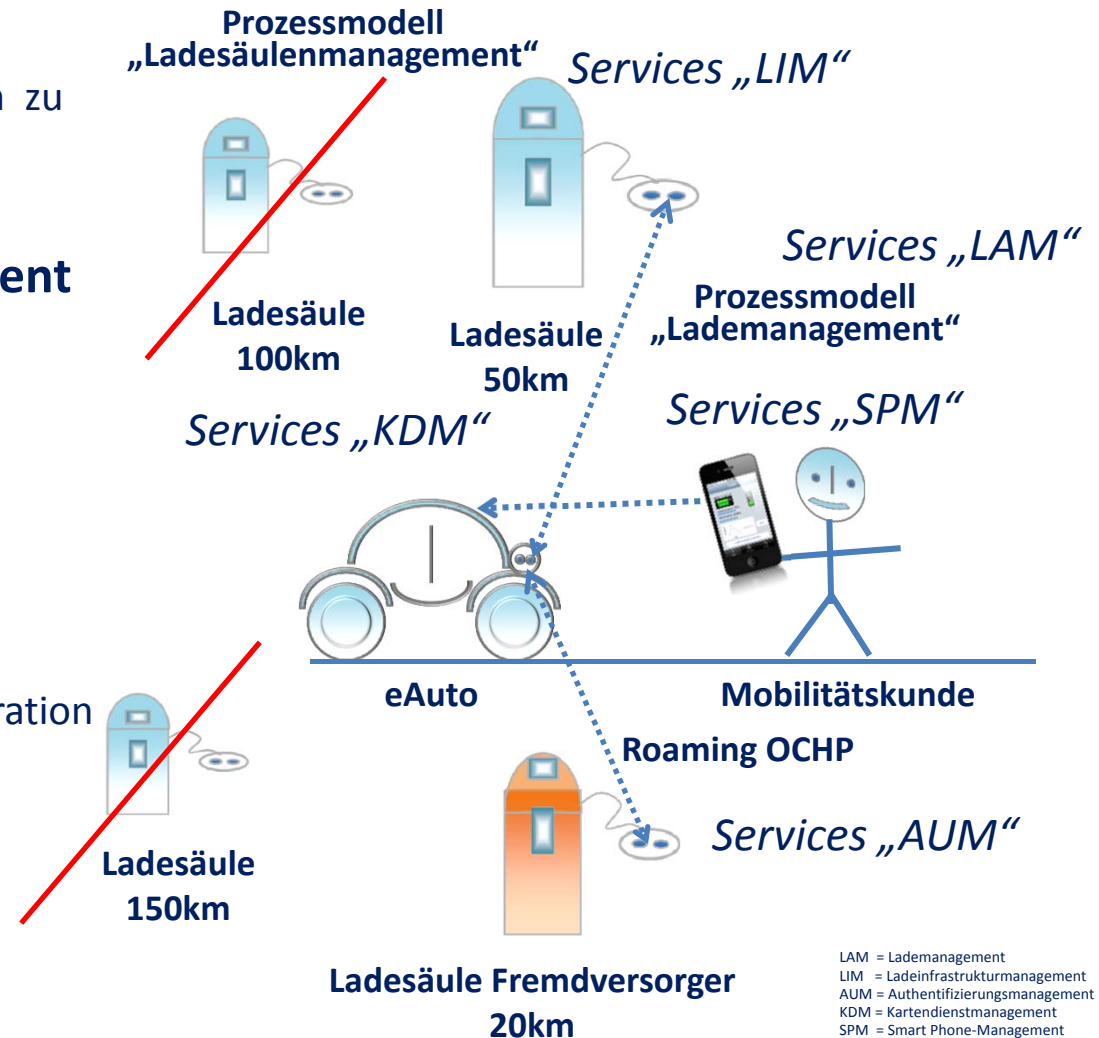 Prozessmodell
„Ladesäulenmanagement“
Services „LIM“
zu
Services „LAM“
ent
Prozessmodell
„Lademanagement“
Ladesäule
100km
Ladesäule
50km
Services „KDM“
Services „SPM“
eAuto
Mobilitätskunde
ration
Roaming OCHP
Services „AUM“
Ladesäule
150km
Ladesäule Fremdversorger
20km
LAM = Lademanagement
LIM = Ladeinfrastrukturmanagement
AUM = Authentifizierungsmanagement
KDM = Kartendienstmanagement
SPM = Smart Phone-Management